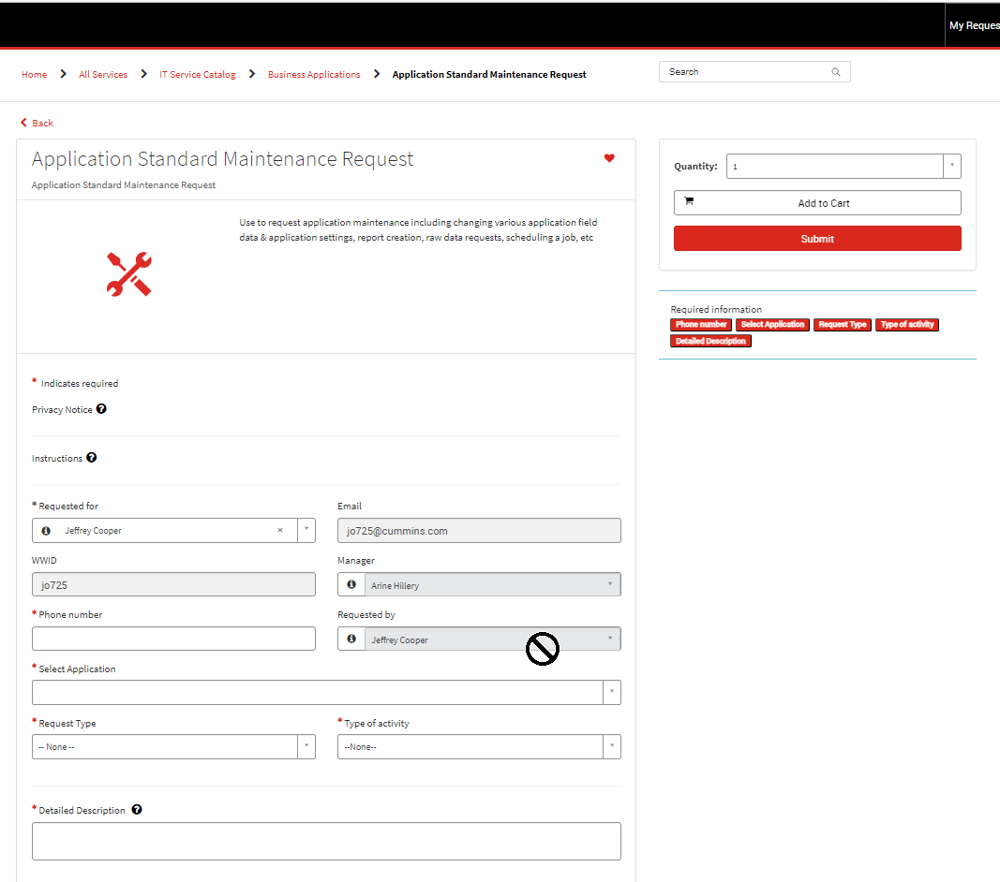 My Reques
Home > All Services > IT Service Catalog > Business Applications > Application Standard Maintenance Request
Search
Back
Application Standard Maintenance Request
Application Standard Maintenance Request
Use to request application maintenance including changing various application field
data & application settings, report creation, raw data requests, scheduling a job, etc
Quantity: 1
Add to Cart
Submit
Required information
Phone number Select Application Request Type Type of activity
Detailed Description
* Indicates required
Privacy Notice ?
Instructions ?
* Requested for Email
Jeffrey Cooper × jo725@cummins.com
WWID Manager
jo725 Arine Hillery
* Phone number Requested by
Jeffrey Cooper
* Select Application
* Request Type * Type of activity
-- None -- --None--
* Detailed Description ?